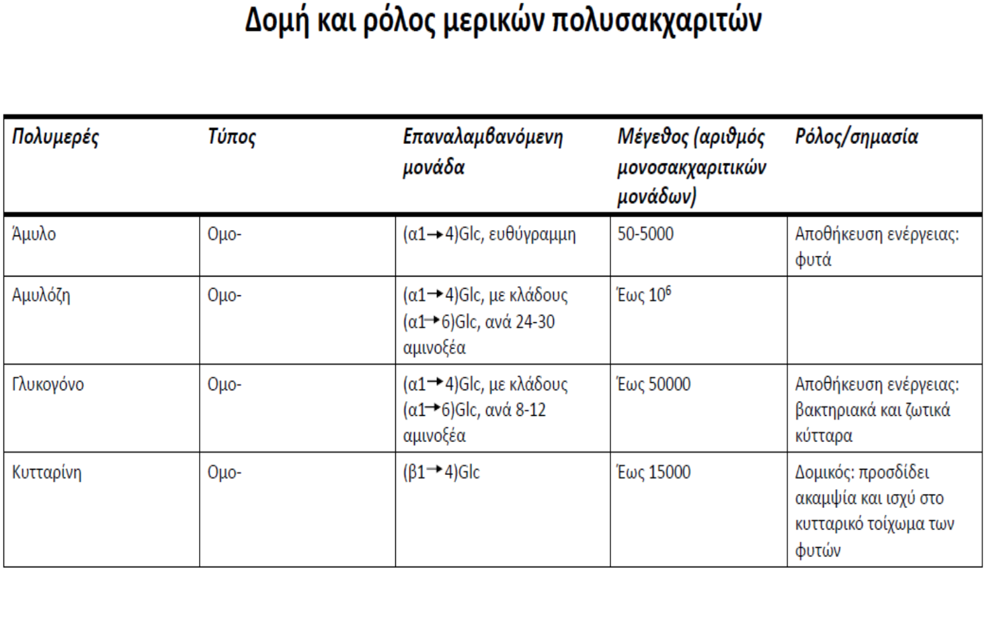 Δομή και ρόλος μερικών πολυσακχαριτών
Πολυμερές
Τύπος
Επαναλαμβανόμενη
μονάδα
Μέγεθος (αριθμός
μονοσακχαριτικών
μονάδων)
Ρόλος/σημασία
Άμυλο
Ομο-
(α1→4)Glc, ευθύγραμμη
50-5000
Αποθήκευση ενέργειας:
φυτά
Αμυλόζη
Ομο-
(α1→4)Glc, με κλάδους
(α1→6)Glc, ανά 24-30
αμινοξέα
Έως 10⁶
Γλυκογόνο
Ομο-
(α1→4)Glc, με κλάδους
(α1→6)Glc, ανά 8-12
αμινοξέα
Έως 50000
Αποθήκευση ενέργειας:
βακτηριακά και ζωτικά
κύτταρα
Κυτταρίνη
Ομο-
(β1→4)Glc
Έως 15000
Δομικός: προσδίδει
ακαμψία και ισχύ στο
κυτταρικό τοίχωμα των
φυτών